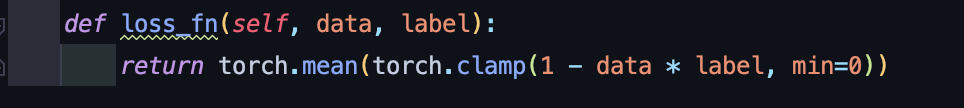 def loss_fn(self, data, label):
return torch.mean(torch.clamp(1 - data * label, min=0))